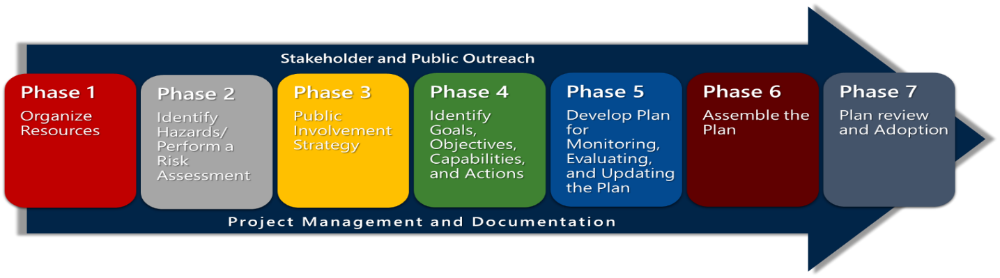 Stakeholder and Public Outreach
Phase 1
Organize
Resources
Phase 2
Identify
Hazards/
Perform a
Risk
Assessment
Phase 3
Public
Involvement
Strategy
Phase 4
Identify
Goals,
Objectives,
Capabilities,
and Actions
Phase 5
Develop Plan
for
Monitoring,
Evaluating,
and Updating
the Plan
Phase 6
Assemble the
Plan
Phase 7
Plan review
and Adoption
Project Management and Documentation